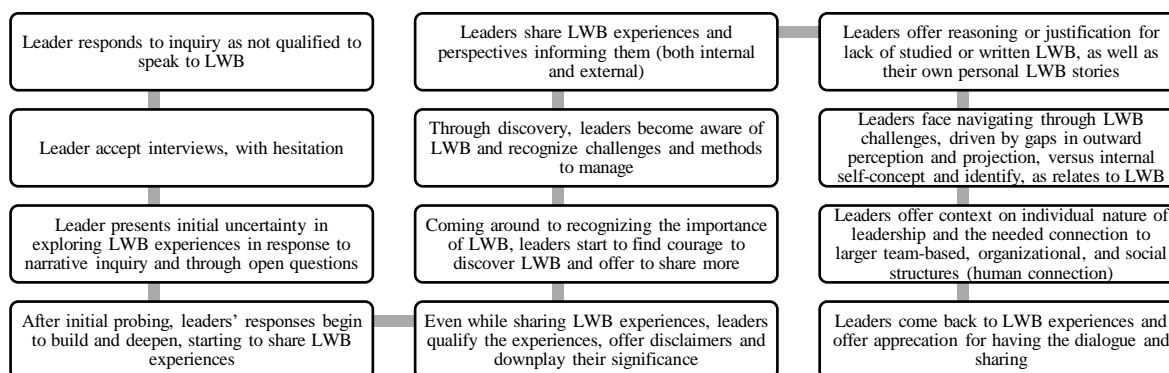 Leader responds to inquiry as not qualified to
speak to LWB
Leader accept interviews, with hesitation
Leader presents initial uncertainty in
exploring LWB experiences in response to
narrative inquiry and through open questions
After initial probing, leaders' responses begin
to build and deepen, starting to share LWB
experiences
Even while sharing LWB experiences, leaders
qualify the experiences, offer disclaimers and
downplay their significance
Coming around to recognizing the importance
of LWB, leaders start to find courage to
discover LWB and offer to share more
Through discovery, leaders become aware of
LWB and recognize challenges and methods
to manage
Leaders share LWB experiences and
perspectives informing them (both internal
and external)
Leaders offer reasoning or justification for
lack of studied or written LWB, as well as
their own personal LWB stories
Leaders face navigating through LWB
challenges, driven by gaps in outward
perception and projection, versus internal
self-concept and identify, as relates to LWB
Leaders offer context on individual nature of
leadership and the needed connection to
larger team-based, organizational, and social
structures (human connection)
Leaders come back to LWB experiences and
offer apprecation for having the dialogue and
sharing